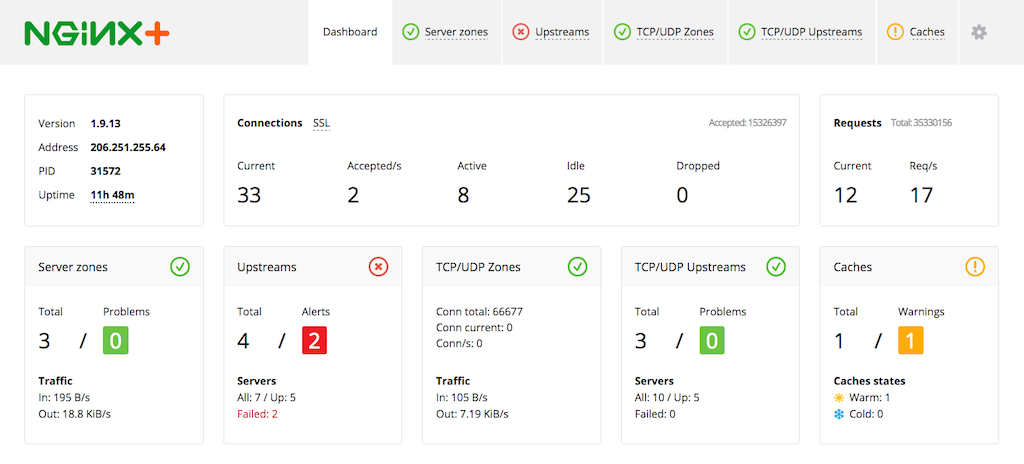 NGINX+
Dashboard
Server zones
Upstreams
TCP/UDP Zones
TCP/UDP Upstreams
Caches
Version 1.9.13
Address 206.251.255.64
PID 31572
Uptime 11h 48m
Connections SSL Accepted: 15326397
Current Accepted/s Active Idle Dropped
33 2 8 25 0
Requests Total: 35330156
Current Req/s
12 17
Server zones
Total Problems
3 / 0
Traffic
In: 195 B/s
Out: 18.8 KiB/s
Upstreams
Total Alerts
4 / 2
Servers
All: 7 / Up: 5
Failed: 2
TCP/UDP Zones
Conn total: 66677
Conn current: 0
Conn/s: 0
Traffic
In: 105 B/s
Out: 7.19 KiB/s
TCP/UDP Upstreams
Total Problems
3 / 0
Servers
All: 10 / Up: 5
Failed: 0
Caches
Total Warnings
1 / 1
Caches states
Warm: 1
Cold: 0